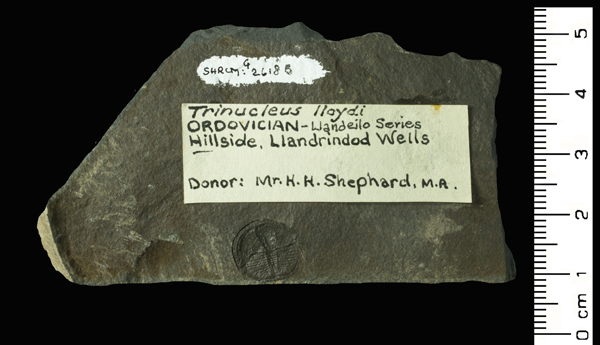 SHRCM: G 2618
Trinucleus lloydi
ORDOVICIAN - Llandeilo Series
Hillside, Llandrindod Wells
Donor: Mr. H. H. Shephard, M.A.
5
4
3
2
1
0 cm